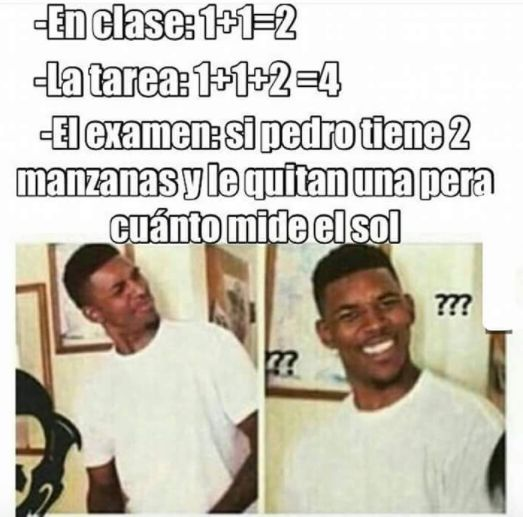 -En clase: 1+1=2
-La tarea: 1+1+2=4
-El examen: si pedro tiene 2
manzanas y le quitan una pera
cuánto mide el sol
???
??